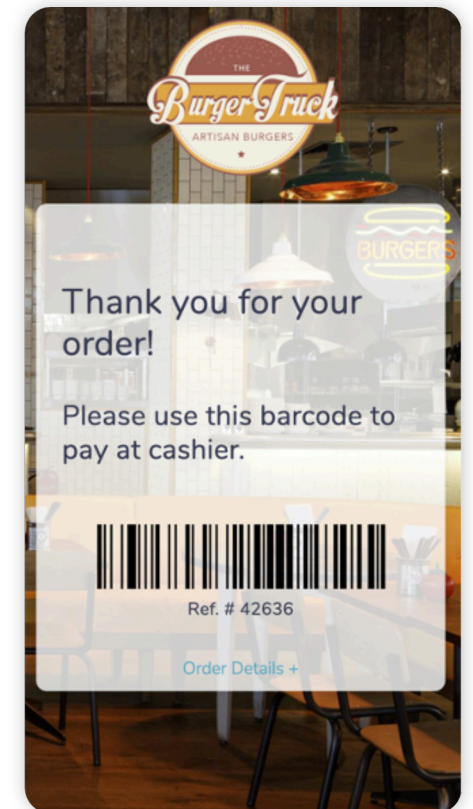 THE
Burger Truck
ARTISAN BURGERS
BURGERS
Thank you for your
order!
Please use this barcode to
pay at cashier.
Ref. # 42636
Order Details +